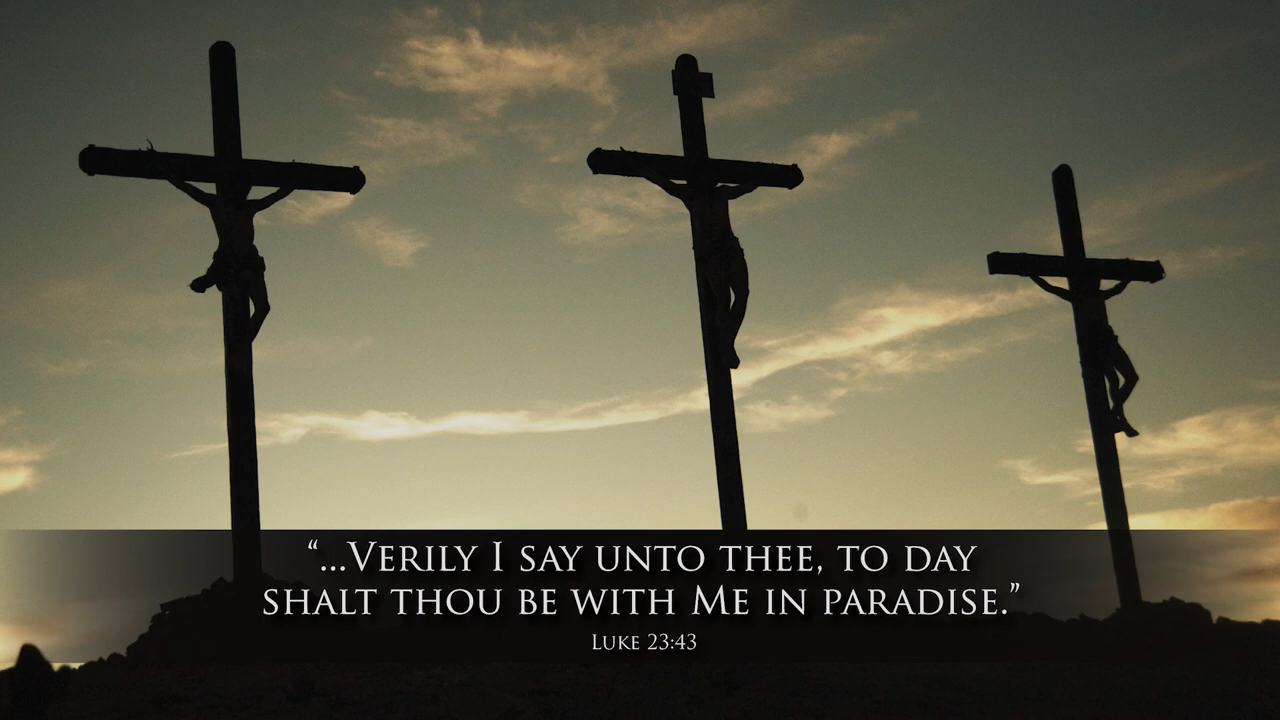 “...Verily I say unto thee, to day
shalt thou be with Me in paradise.”
Luke 23:43